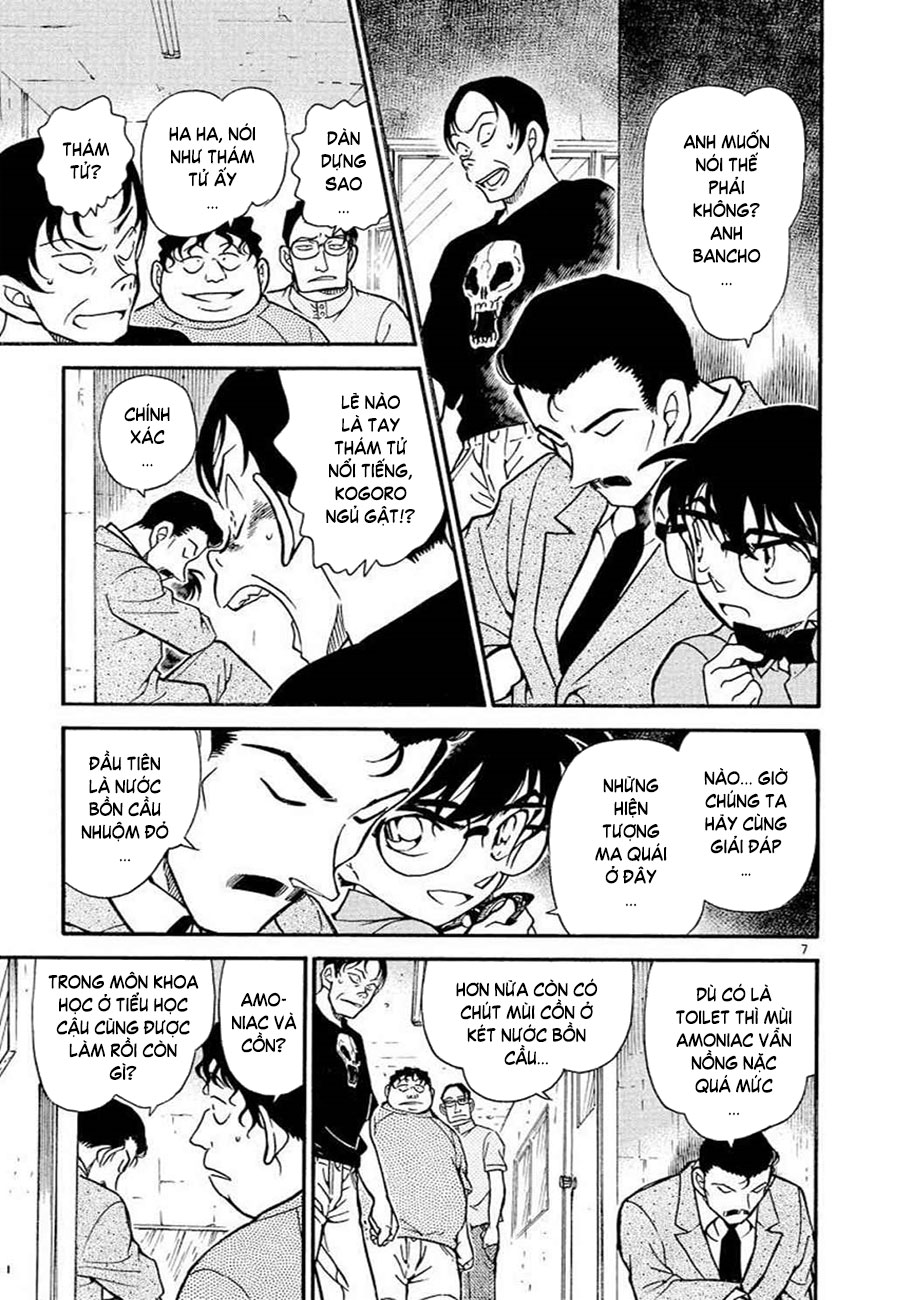 ANH MUỐN
NÓI THẾ
PHẢI
KHÔNG?
ANH
BANCHO
...
DÀN
DỰNG
SAO
...
HA HA, NÓI
NHƯ THÁM
TỬ ẤY
...
THÁM
TỬ?
LẼ NÀO
LÀ TAY
THÁM TỬ
NỔI TIẾNG,
KOGORO
NGỦ GẬT!?
CHÍNH
XÁC
...
NÀO... GIỜ
CHÚNG TA
HÃY CÙNG
GIẢI ĐÁP
...
NHỮNG
HIỆN
TƯỢNG
MA QUÁI
Ở ĐÂY
...
ĐẦU TIÊN
LÀ NƯỚC
BỒN CẦU
NHUỘM ĐỎ
...
7
DÙ CÓ LÀ
TOILET THÌ MÙI
AMONIAC VẪN
NỒNG NẶC
QUÁ MỨC
...
HƠN NỮA CÒN CÓ
CHÚT MÙI CỒN Ở
KÉT NƯỚC BỒN
CẦU...
AMO-
NIAC VÀ
CỒN?
TRONG MÔN KHOA
HỌC Ở TIỂU HỌC
CẬU CŨNG ĐƯỢC
LÀM RỒI CÒN
GÌ?